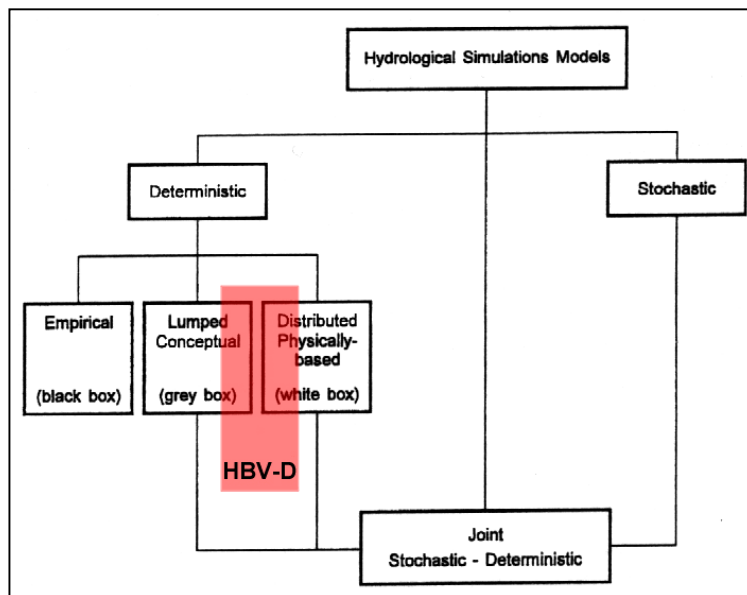 Hydrological Simulations Models
Deterministic
Stochastic
Empirical
(black box)
Lumped
Conceptual
(grey box)
Distributed
Physically-
based
(white box)
HBV-D
Joint
Stochastic - Deterministic